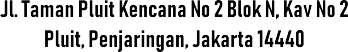 Jl. Taman Pluit Kencana No 2 Blok N, Kav No 2
Pluit, Penjaringan, Jakarta 14440